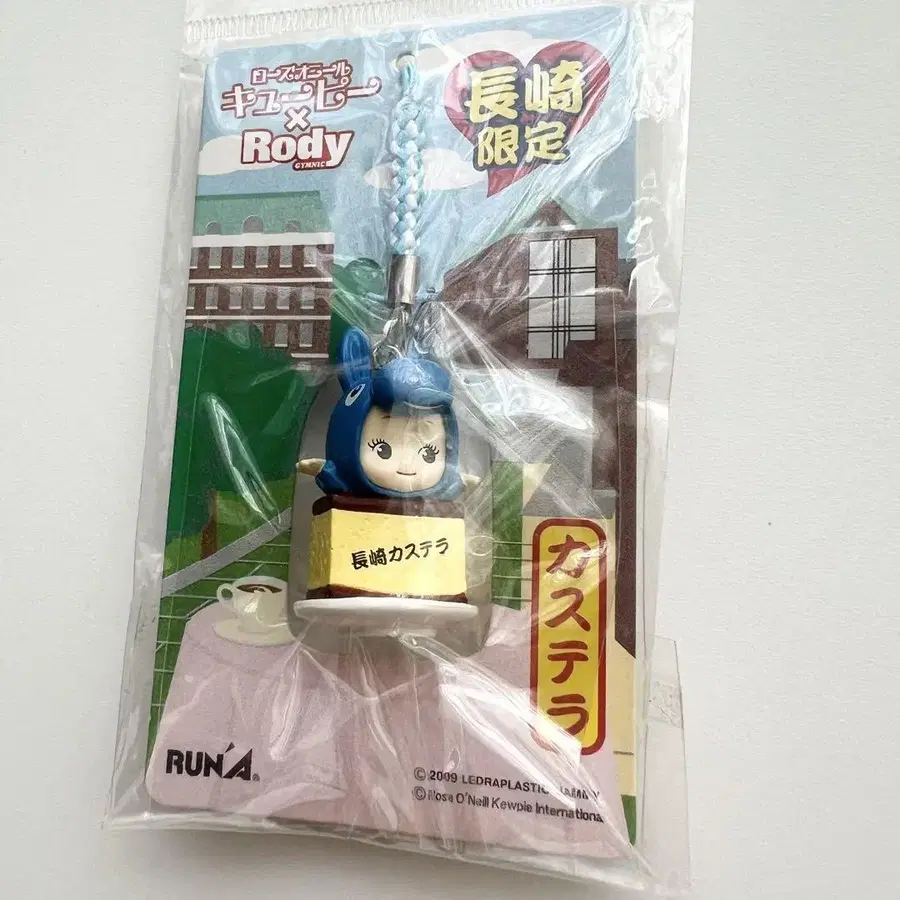 ローズオニール
キューピー
×
Rody
GYMNIC
長崎
限定
長崎カステラ
カステラ
RUN'A
© 2009 LEDRAPLASTIC
© Rose O'Neill Kewpie International